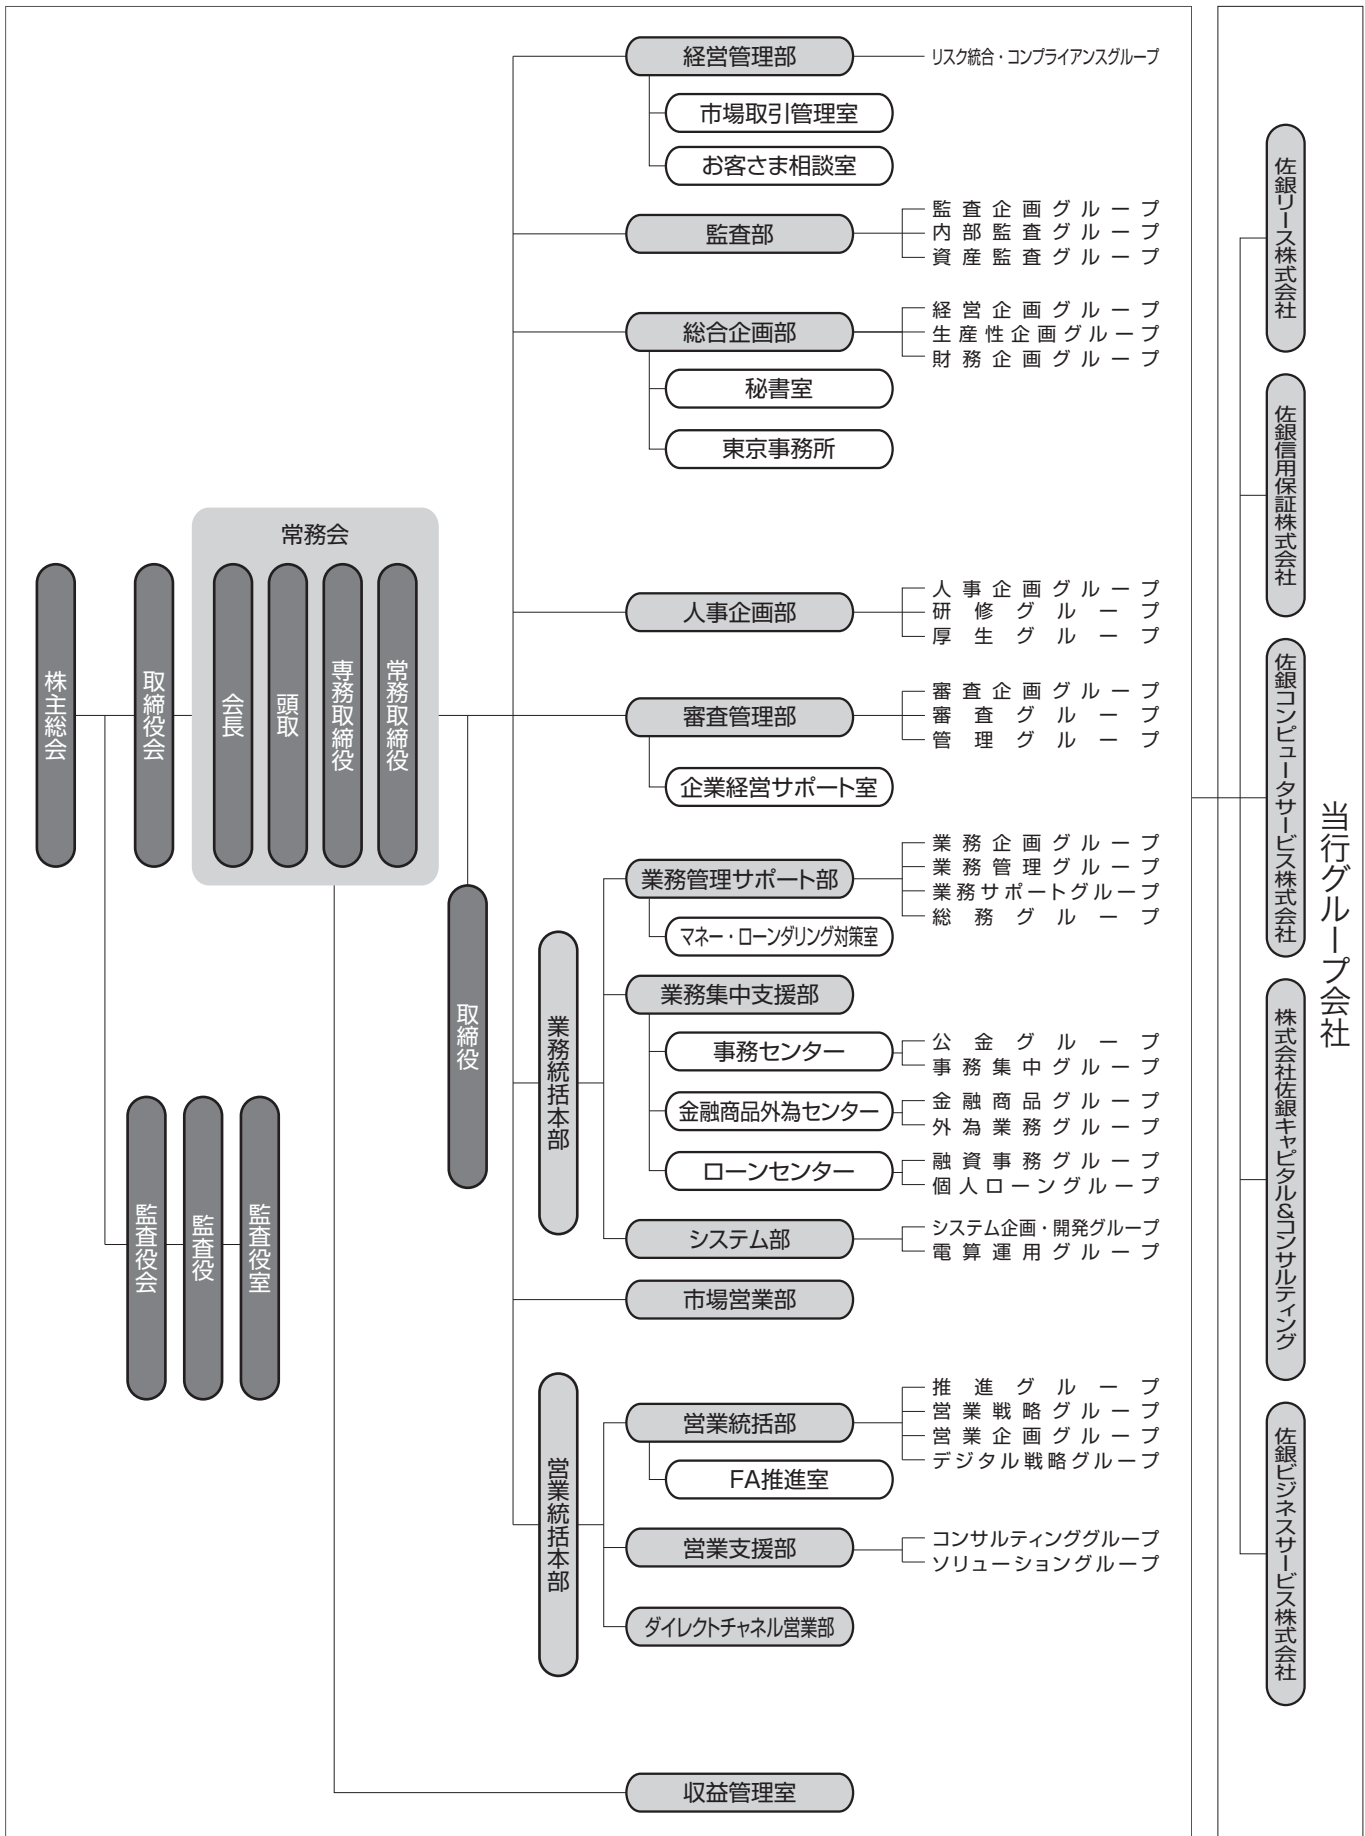 株主総会
取締役会
常務会
会長
頭取
専務取締役
常務取締役
取締役
監査役会
監査役
監査役室
経営管理部
リスク統合・コンプライアンスグループ
市場取引管理室
お客さま相談室
監査部
監査企画グループ
内部監査グループ
資産監査グループ
総合企画部
経営企画グループ
生産性企画グループ
財務企画グループ
秘書室
東京事務所
人事企画部
人事企画グループ
研修グループ
厚生グループ
審査管理部
審査企画グループ
審査グループ
管理グループ
企業経営サポート室
業務統括本部
業務管理サポート部
業務企画グループ
業務管理グループ
業務サポートグループ
総務グループ
マネー・ローンダリング対策室
業務集中支援部
事務センター
公金グループ
事務集中グループ
金融商品外為センター
金融商品グループ
外為業務グループ
ローンセンター
融資事務グループ
個人ローングループ
システム部
システム企画・開発グループ
電算運用グループ
市場営業部
営業統括本部
営業統括部
推進グループ
営業戦略グループ
営業企画グループ
デジタル戦略グループ
FA推進室
営業支援部
コンサルティンググループ
ソリューショングループ
ダイレクトチャネル営業部
収益管理室
当行グループ会社
佐銀リース株式会社
佐銀信用保証株式会社
佐銀コンピュータサービス株式会社
株式会社佐銀キャピタル&コンサルティング
佐銀ビジネスサービス株式会社